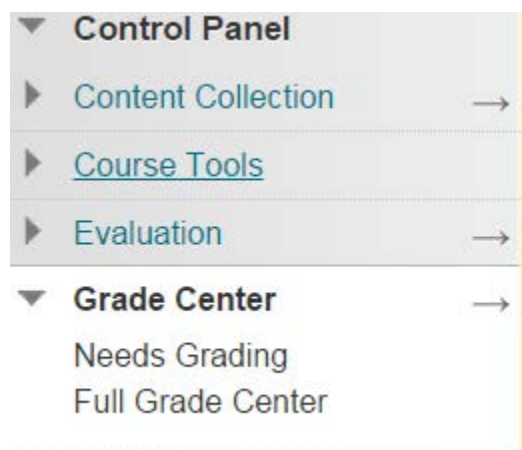 Control Panel
Content Collection
Course Tools
Evaluation
Grade Center
Needs Grading
Full Grade Center